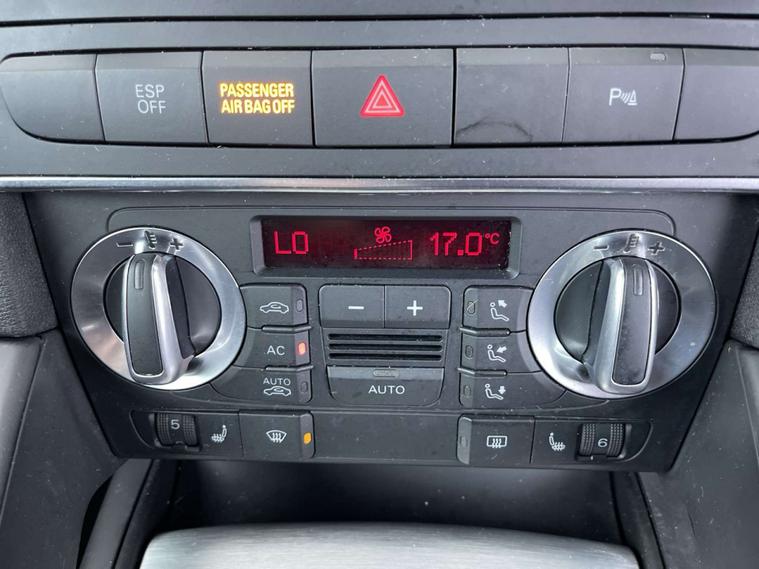 ESP
OFF
PASSENGER
AIR BAG OFF
P
LO
17.0°C
- +
- +
- +
AC
AUTO
AUTO
5
6